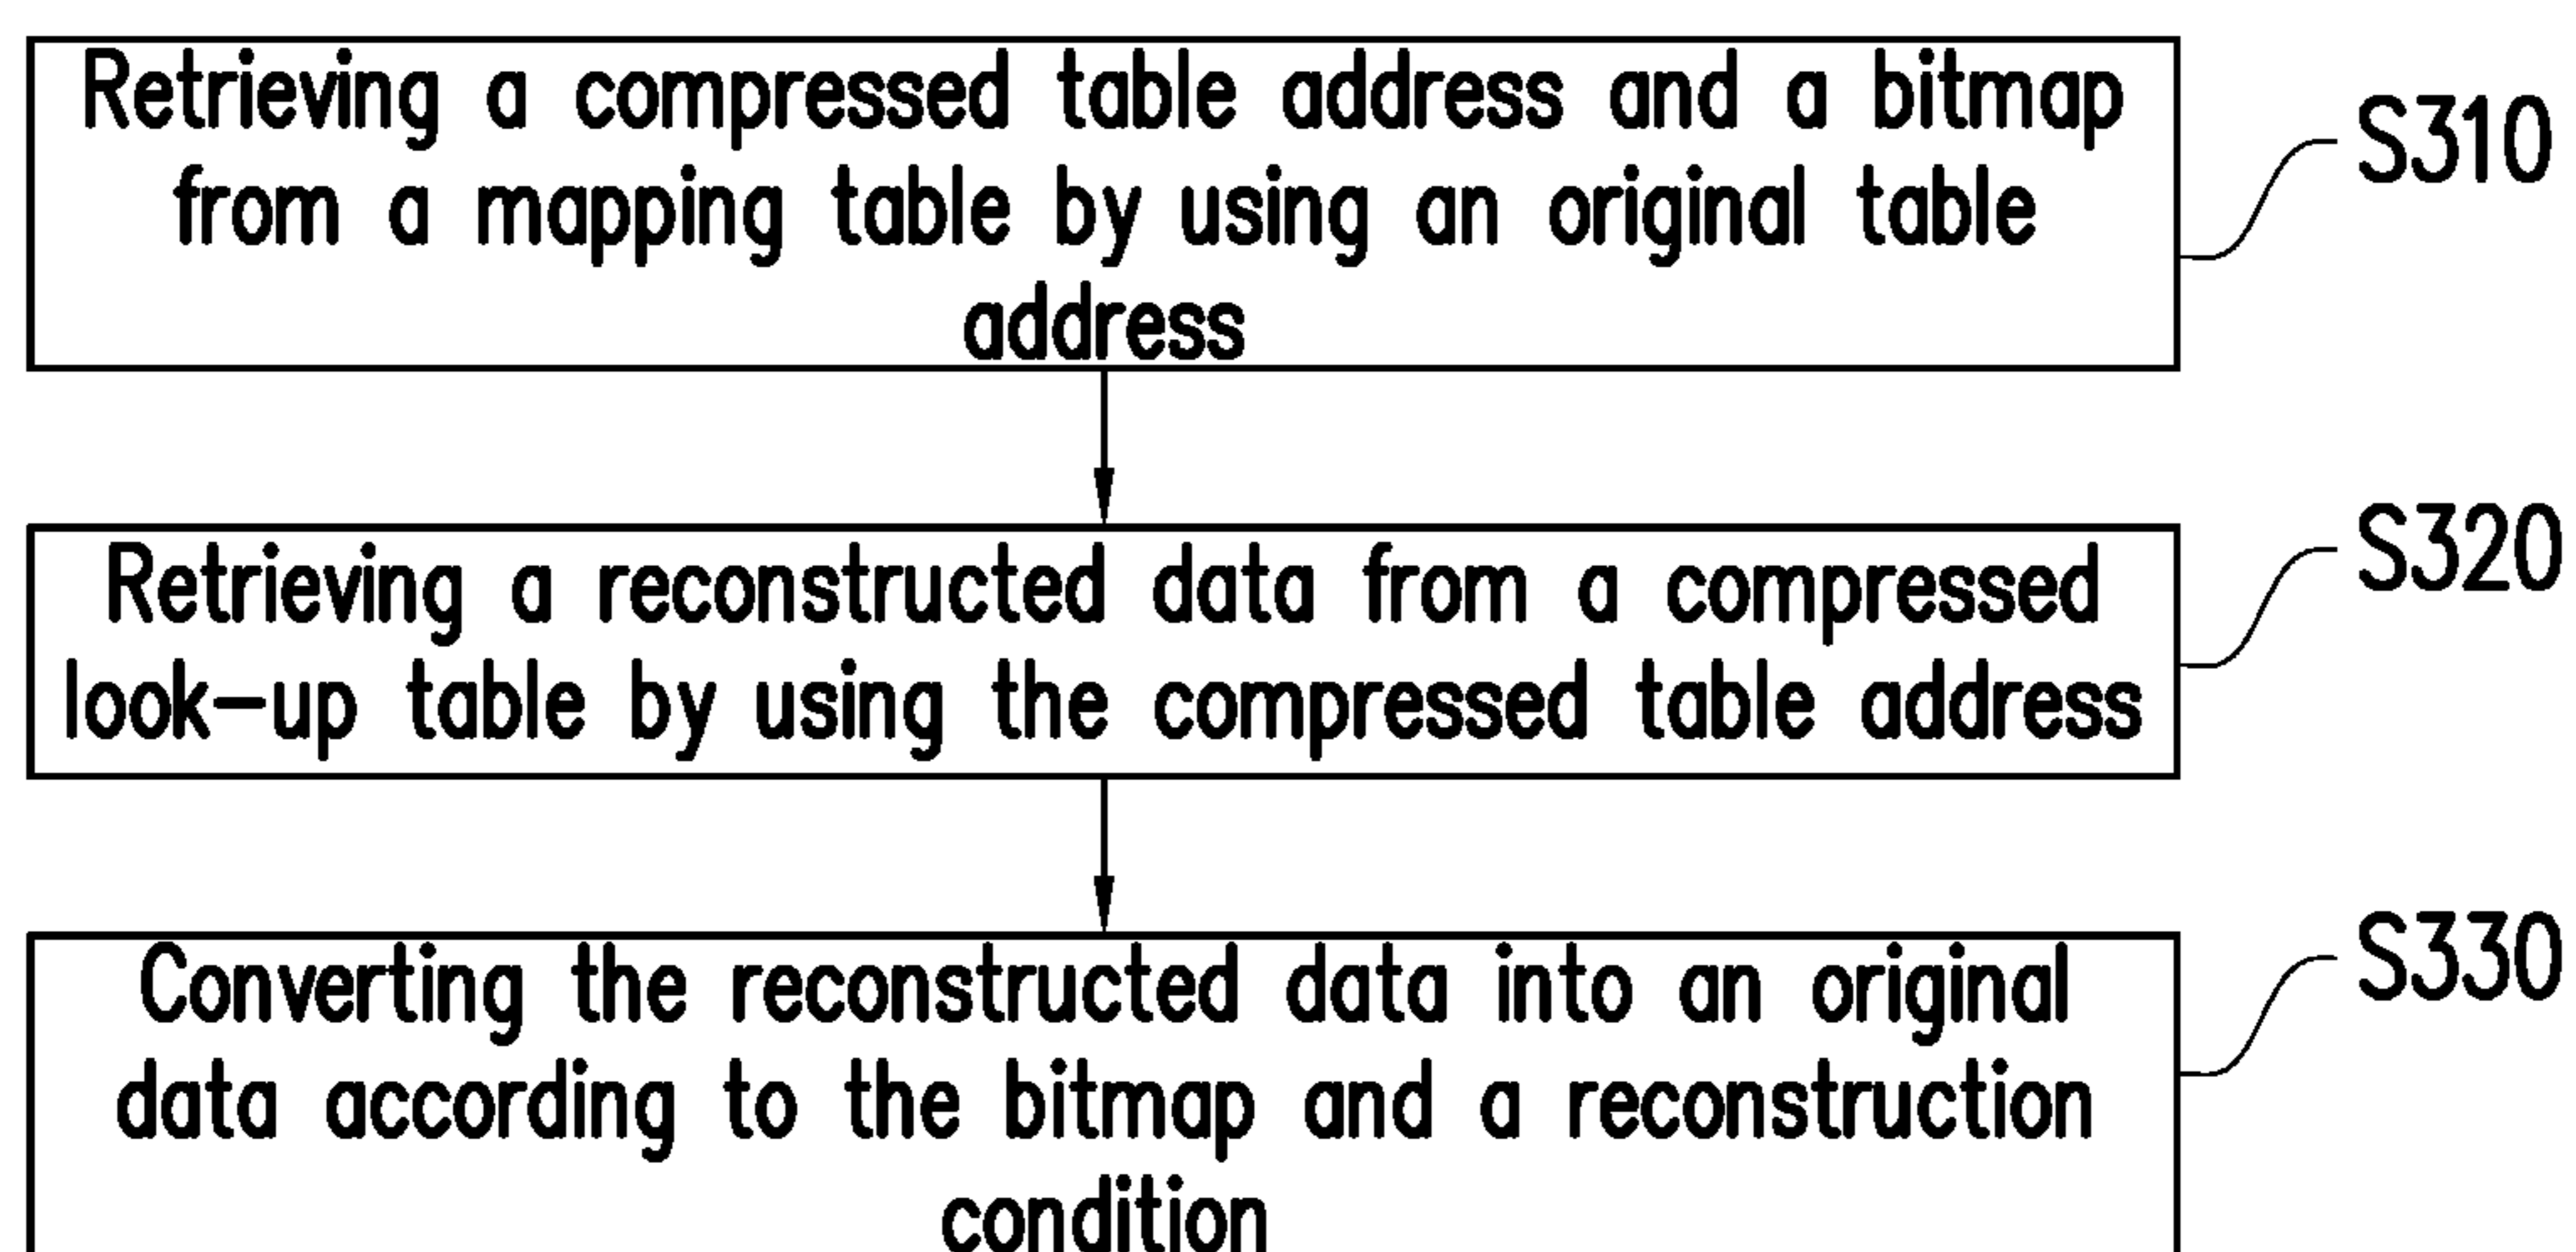 Retrieving a compressed table address and a bitmap
from a mapping table by using an original table
address
S310
Retrieving a reconstructed data from a compressed
look-up table by using the compressed table address
S320
Converting the reconstructed data into an original
data according to the bitmap and a reconstruction
condition
S330